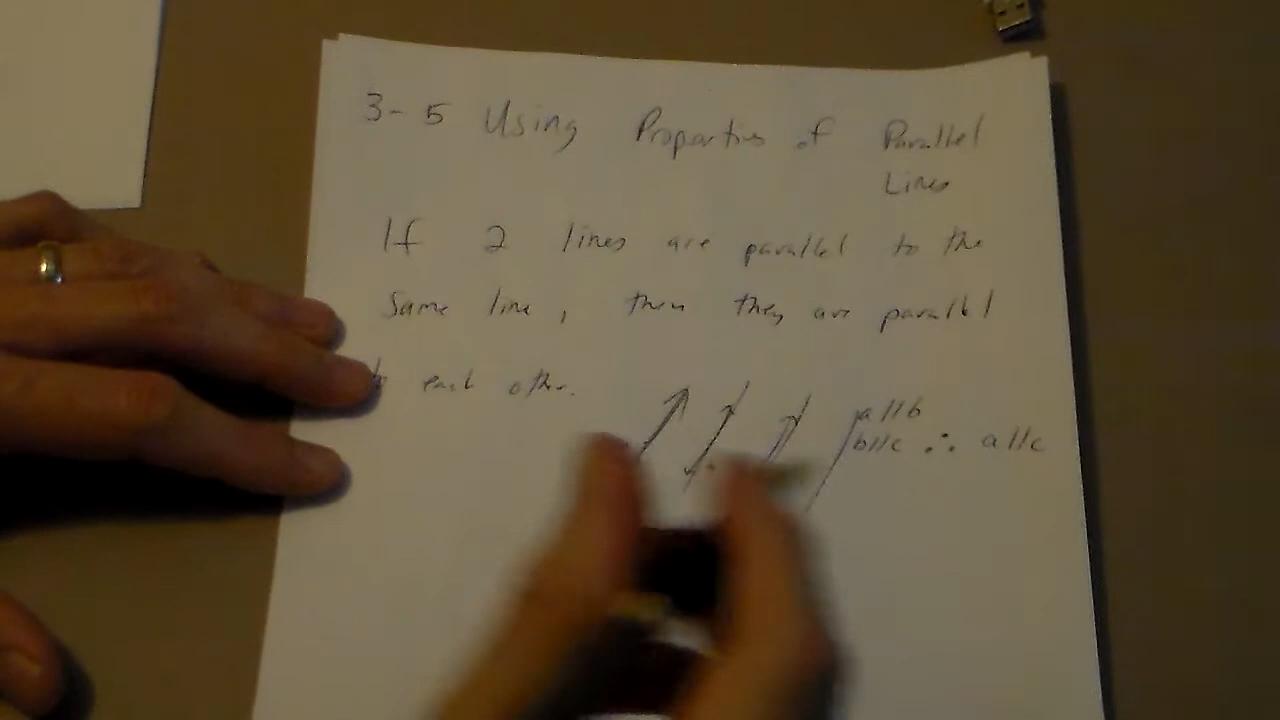 3-5 Using Properties of Parallel
Lines
If 2 lines are parallel to the
same line, then they are parallel
to each other.
a//b
b//c ∴ a//c